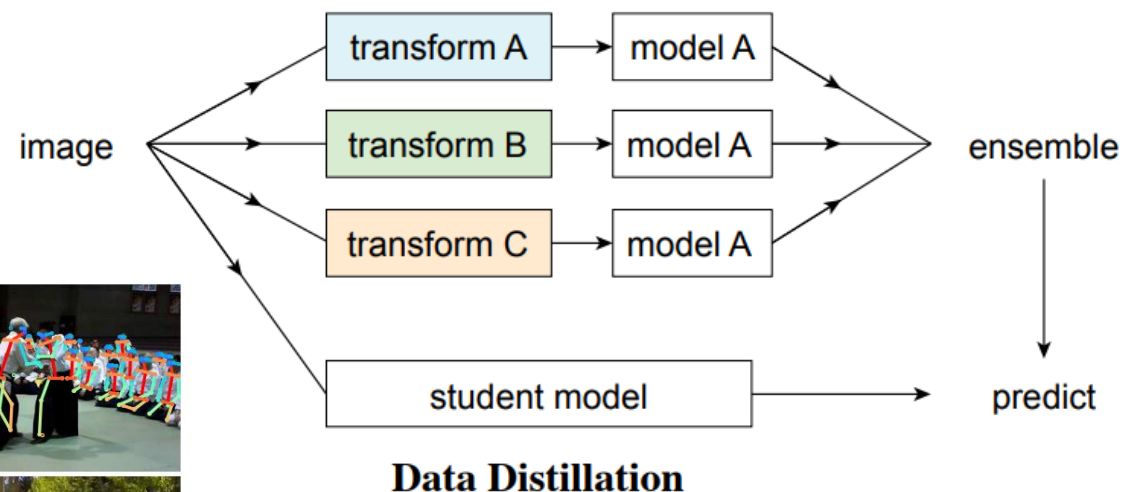 transform A
model A
image
transform B
model A
ensemble
transform C
model A
student model
predict
Data Distillation